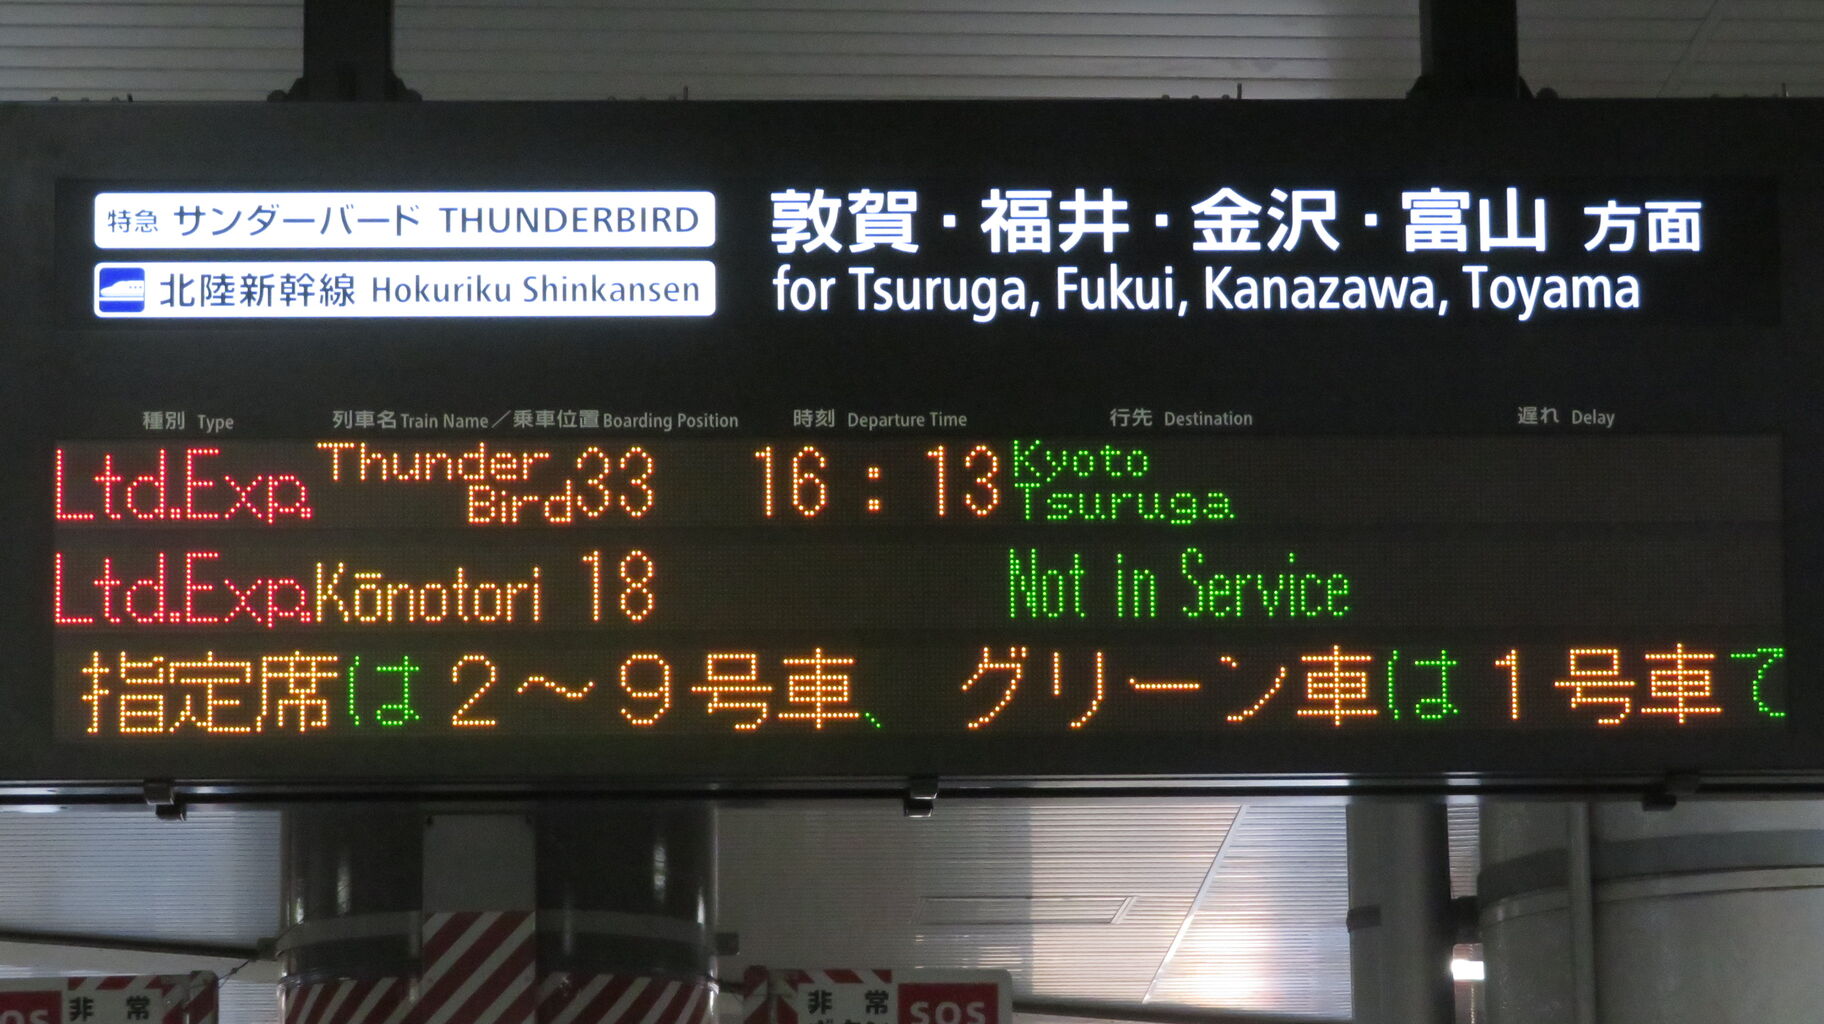 特急 サンダーバード THUNDERBIRD
北陸新幹線 Hokuriku Shinkansen
敦賀・福井・金沢・富山 方面
for Tsuruga, Fukui, Kanazawa, Toyama
種別 Type 列車名 Train Name／乗車位置 Boarding Position 時刻 Departure Time 行先 Destination 遅れ Delay
Ltd.Exp. Thunder Bird 33 16:13 Kyoto Tsuruga
Ltd.Exp. Kōnotori 18 Not in Service
指定席は2～9号車、 グリーン車は1号車で
非常
非常 SOS